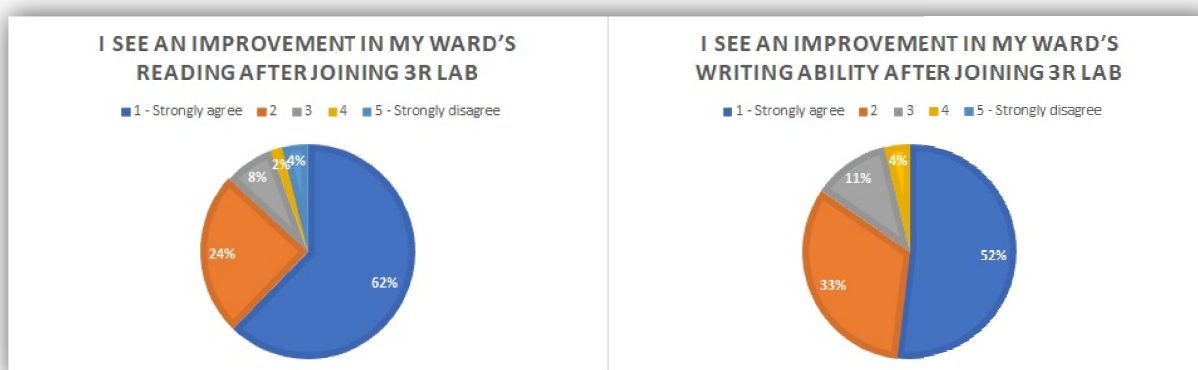 I SEE AN IMPROVEMENT IN MY WARD'S
READING AFTER JOINING 3R LAB
1 - Strongly agree 2 3 4 5 - Strongly disagree
2% 4%
8%
24%
62%
I SEE AN IMPROVEMENT IN MY WARD'S
WRITING ABILITY AFTER JOINING 3R LAB
1 - Strongly agree 2 3 4 5 - Strongly disagree
4%
11%
52%
33%